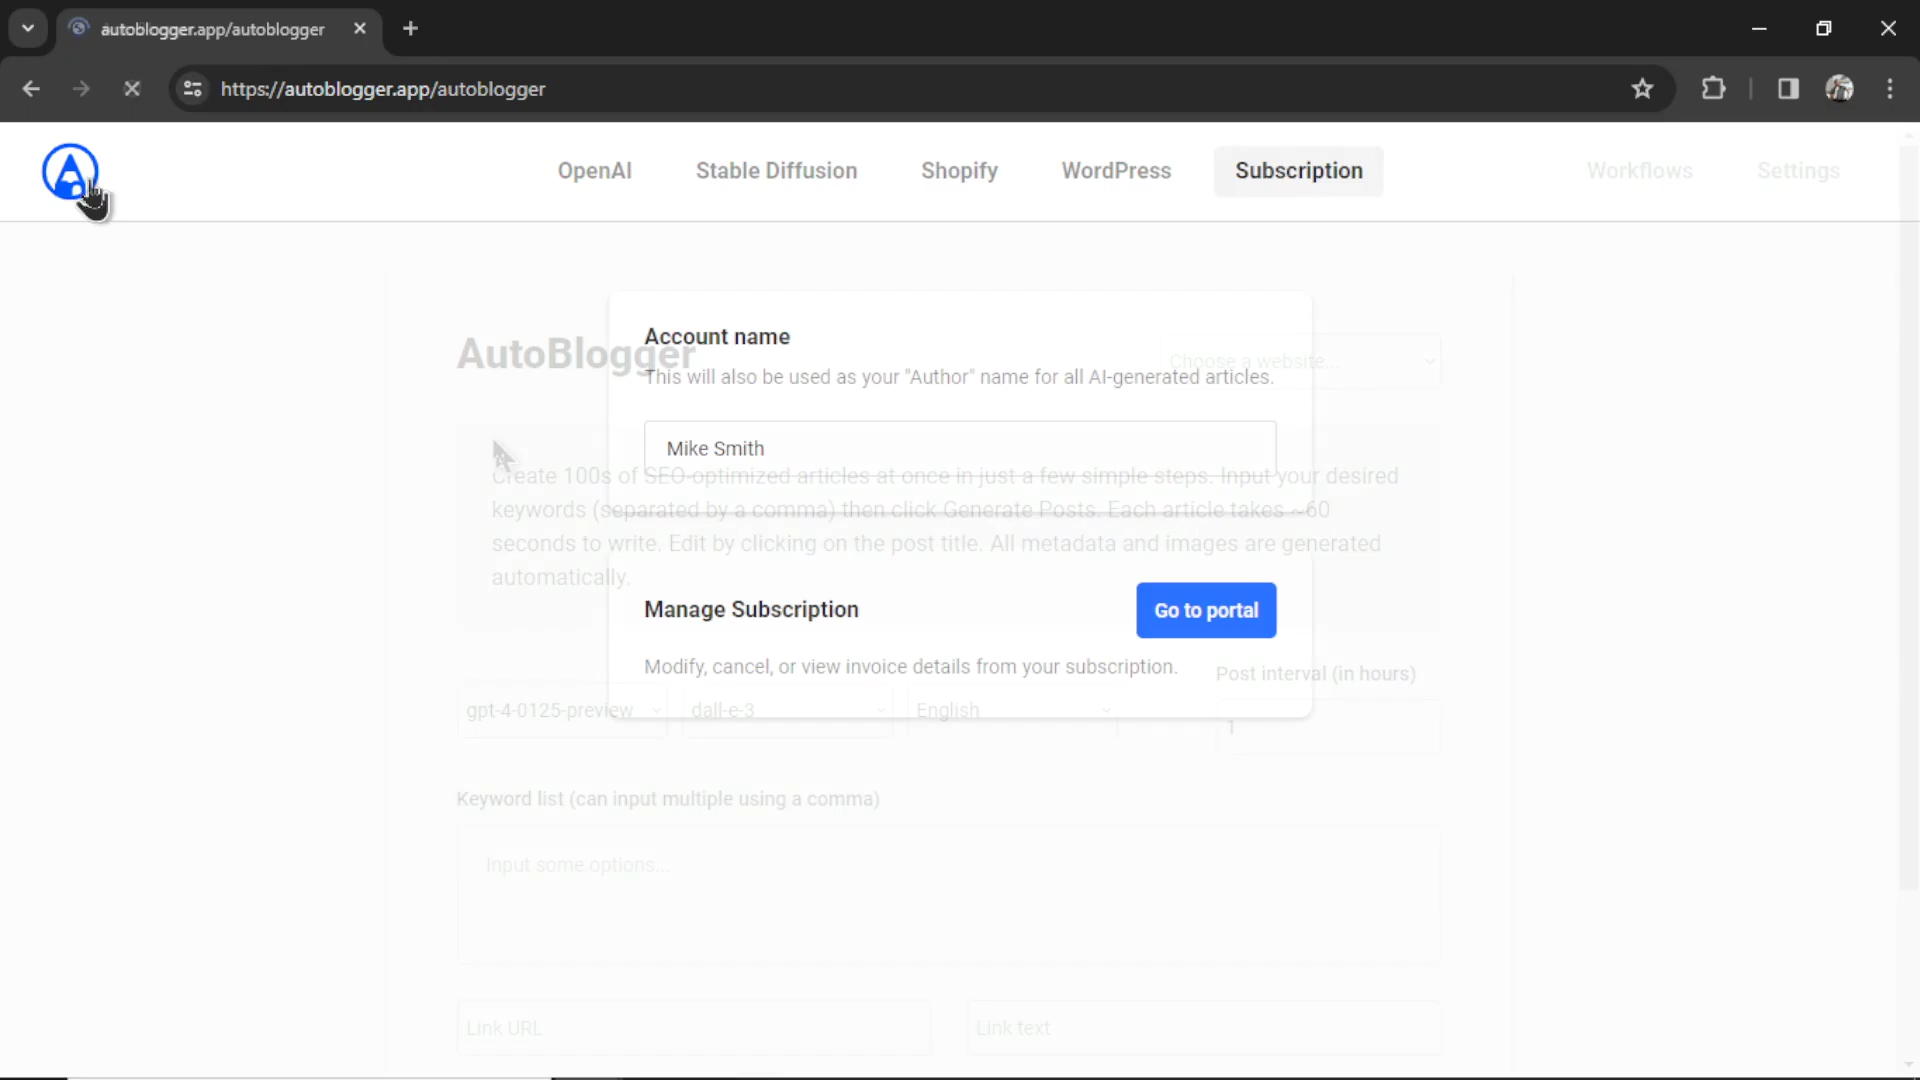 autoblogger.app/autoblogger
https://autoblogger.app/autoblogger
OpenAI
Stable Diffusion
Shopify
WordPress
Subscription
Workflows
Settings
Account name
AutoBlogger
Choose a website...
This will also be used as your "Author" name for all AI-generated articles.
Mike Smith
Create 100s of SEO-optimized articles at once in just a few simple steps. Input your desired
keywords (separated by a comma) then click Generate Posts. Each article takes ~60
seconds to write. Edit by clicking on the post title. All metadata and images are generated
automatically.
Manage Subscription
Go to portal
Modify, cancel, or view invoice details from your subscription.
Post interval (in hours)
gpt-4-0125-preview
dall-e-3
English
1
Keyword list (can input multiple using a comma)
Input some options...
Link URL
Link text